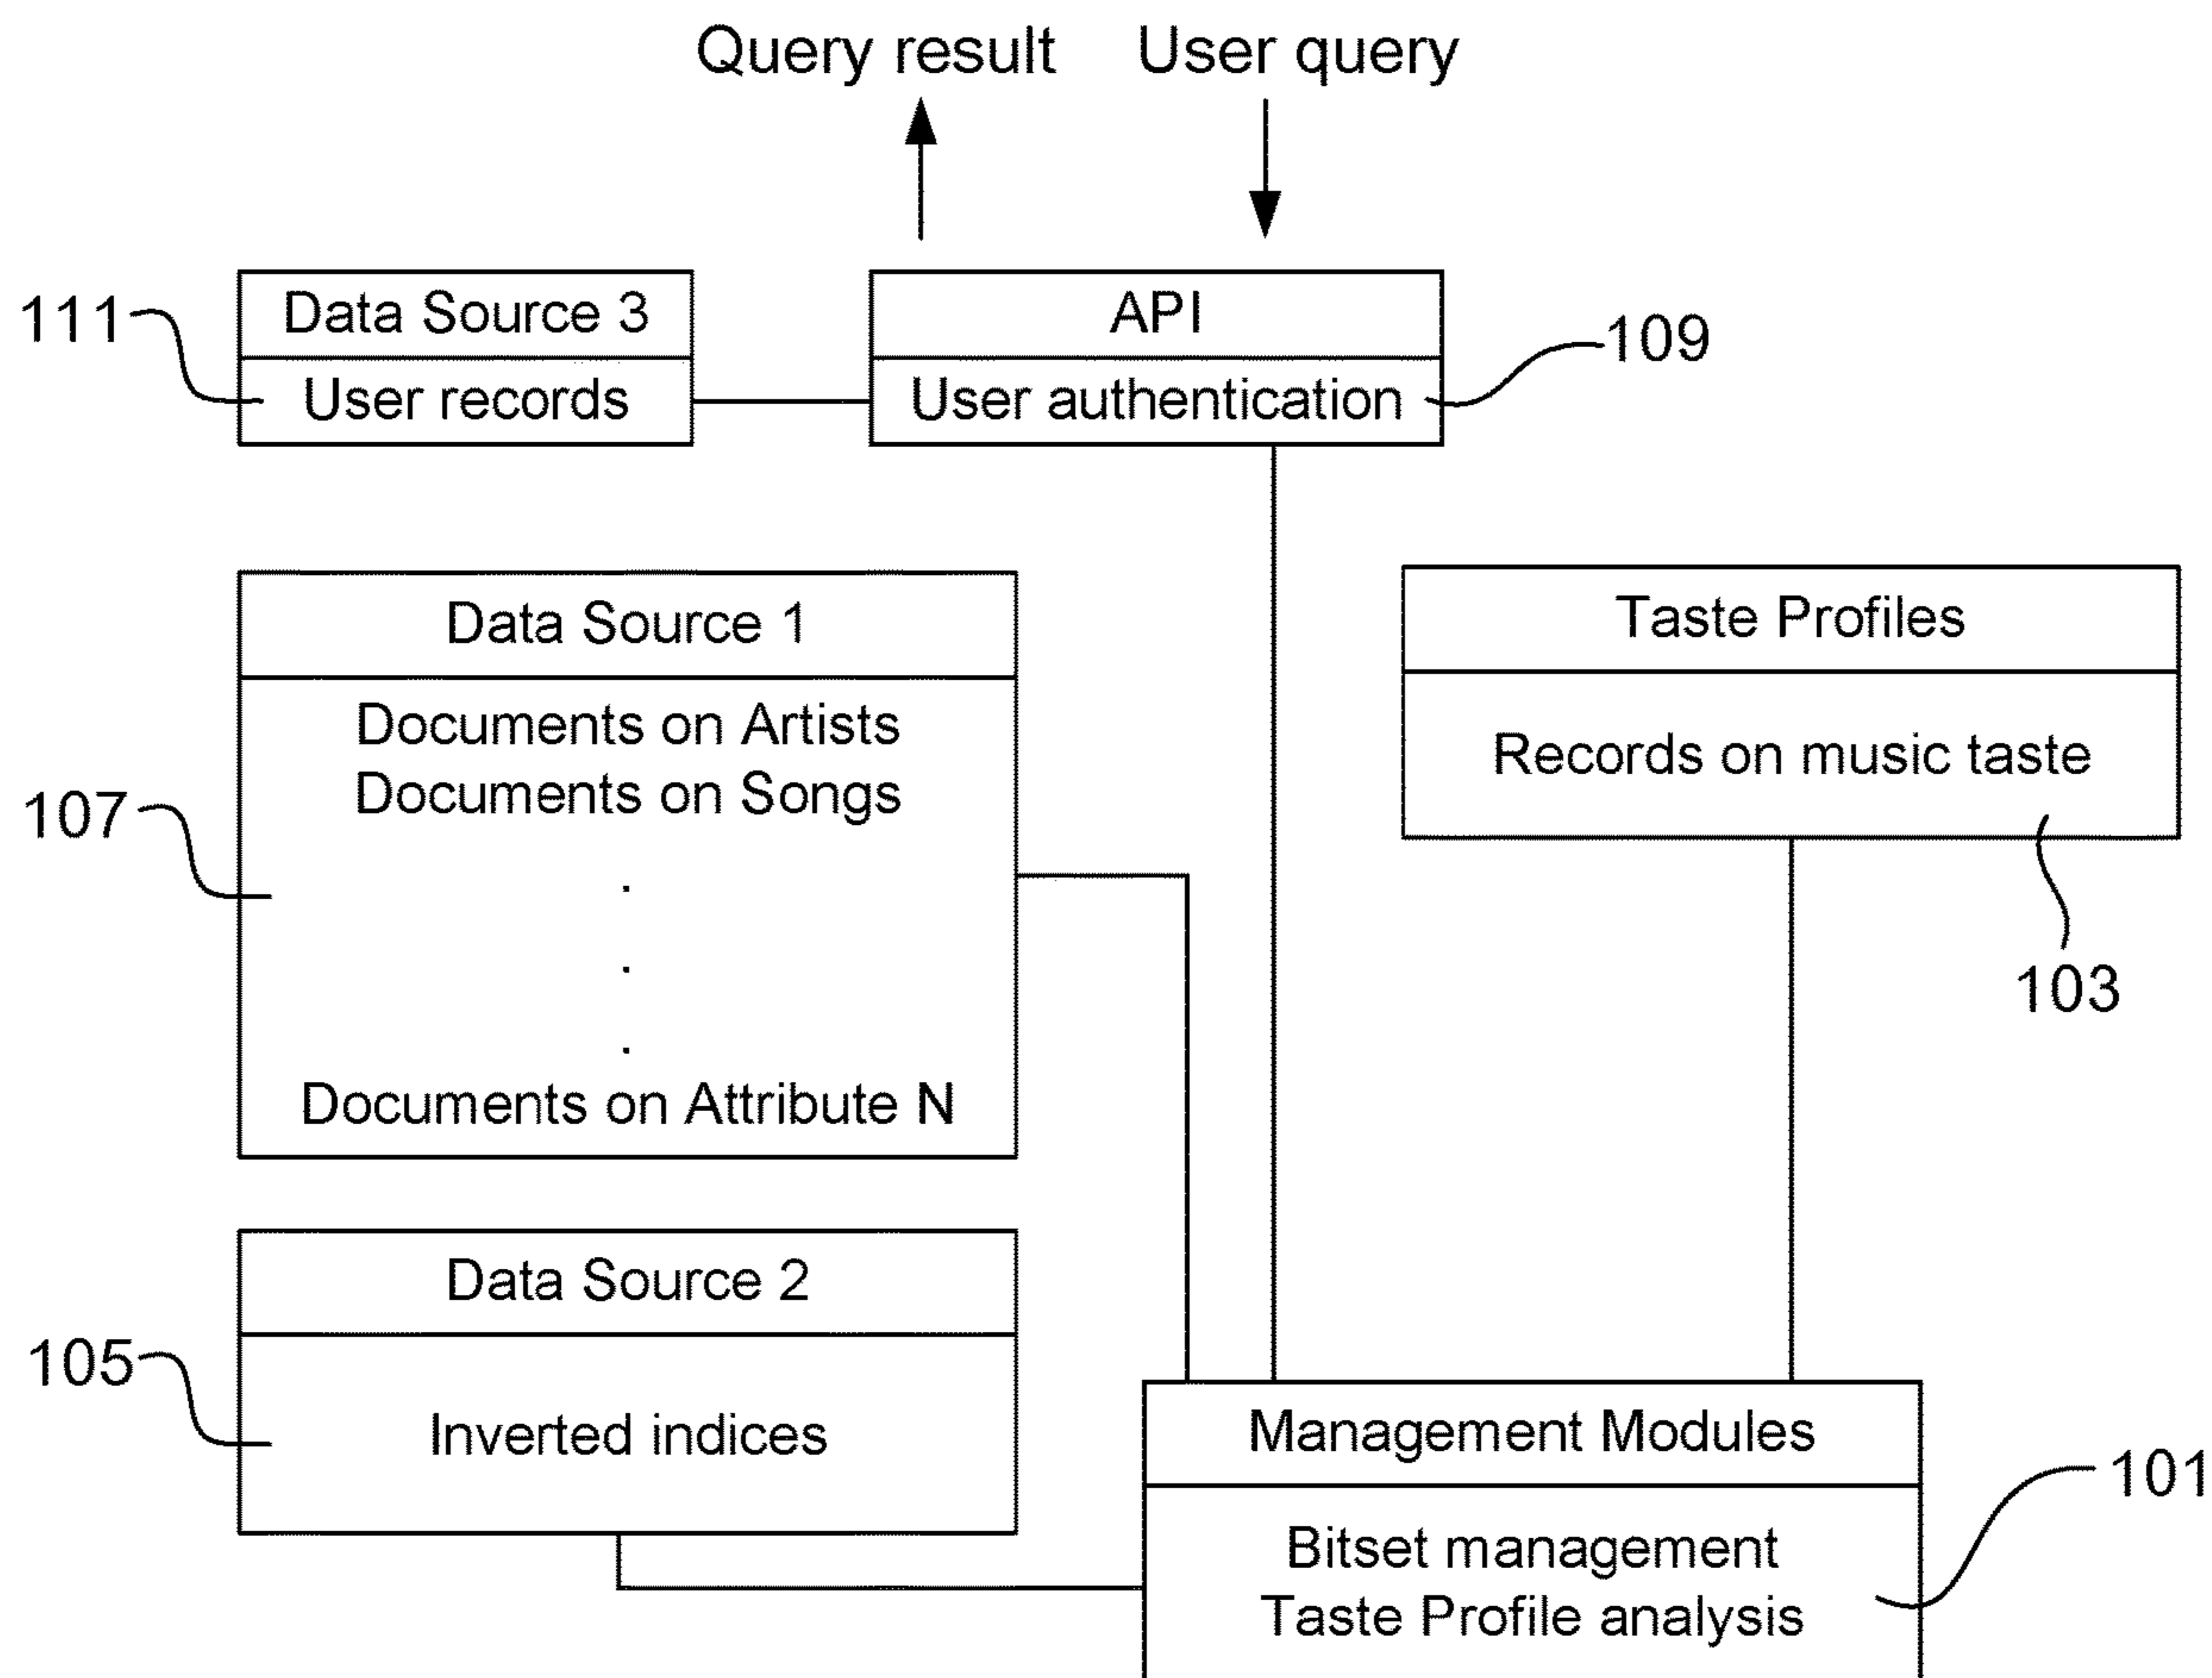 Query result
User query
111
Data Source 3
User records
API
User authentication
109
Data Source 1
Documents on Artists
Documents on Songs
.
.
.
Documents on Attribute N
107
Taste Profiles
Records on music taste
103
Data Source 2
Inverted indices
105
Management Modules
Bitset management
Taste Profile analysis
101